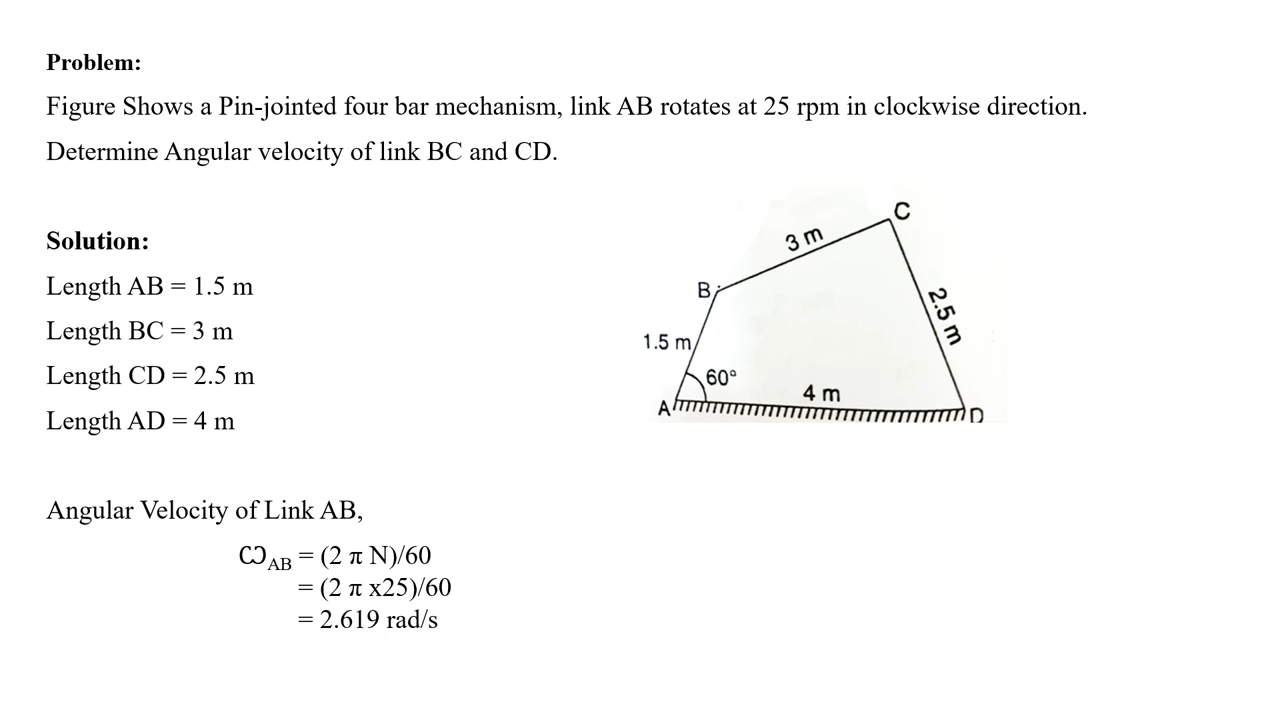 Problem:
Figure Shows a Pin-jointed four bar mechanism, link AB rotates at 25 rpm in clockwise direction.
Determine Angular velocity of link BC and CD.
Solution:
Length AB = 1.5 m
Length BC = 3 m
Length CD = 2.5 m
Length AD = 4 m
C
3 m
B
2.5 m
1.5 m
60°
4 m
A
D
Angular Velocity of Link AB,
ω_AB = (2 π N)/60
= (2 π x25)/60
= 2.619 rad/s